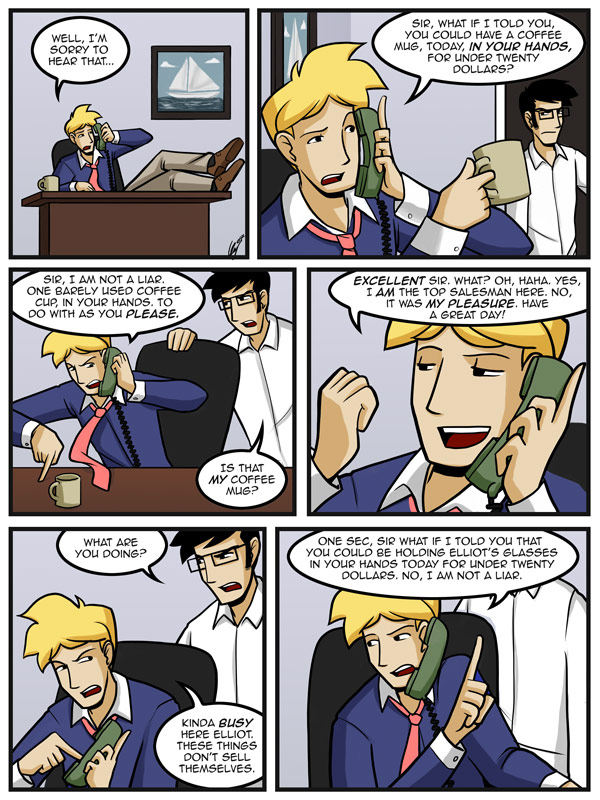 WELL, I'M
SORRY TO
HEAR THAT...
SIR, WHAT IF I TOLD YOU,
YOU COULD HAVE A COFFEE
MUG, TODAY, IN YOUR HANDS,
FOR UNDER TWENTY
DOLLARS?
SIR, I AM NOT A LIAR.
ONE BARELY USED COFFEE
CUP, IN YOUR HANDS. TO
DO WITH AS YOU PLEASE.
IS THAT
MY COFFEE
MUG?
EXCELLENT SIR. WHAT? OH, HAHA. YES,
I AM THE TOP SALESMAN HERE. NO,
IT WAS MY PLEASURE. HAVE
A GREAT DAY!
WHAT ARE
YOU DOING?
KINDA BUSY
HERE ELLIOT.
THESE THINGS
DON'T SELL
THEMSELVES.
ONE SEC, SIR WHAT IF I TOLD YOU THAT
YOU COULD BE HOLDING ELLIOT'S GLASSES
IN YOUR HANDS TODAY FOR UNDER TWENTY
DOLLARS. NO, I AM NOT A LIAR.